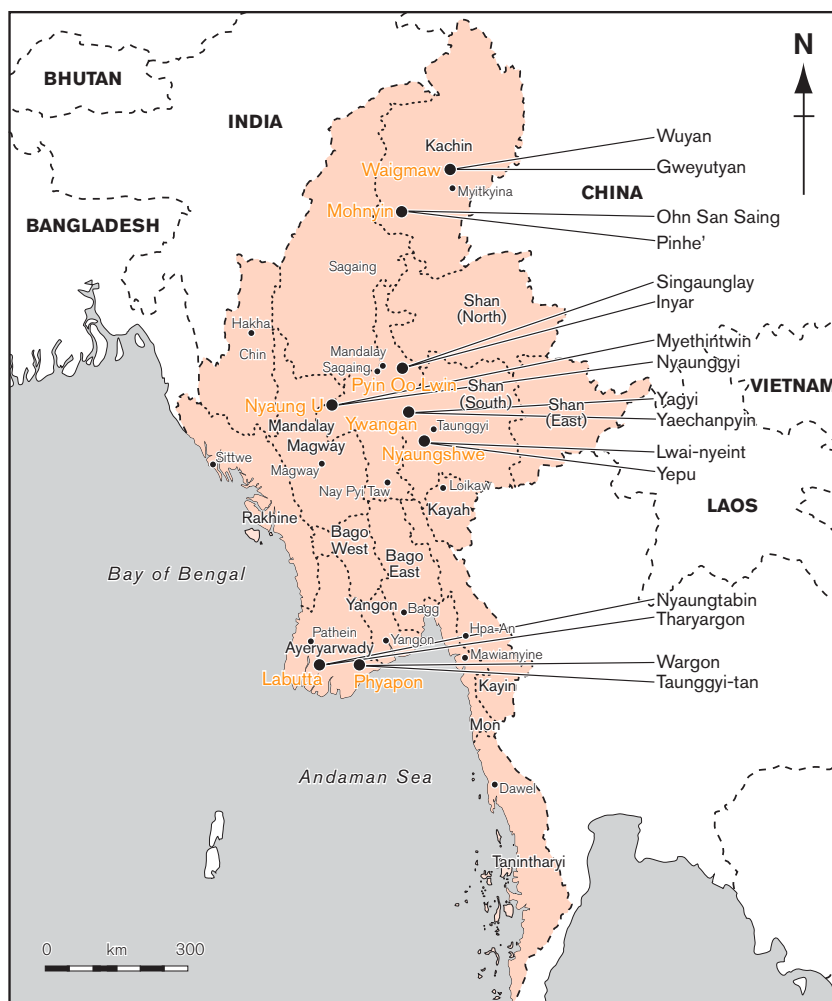 N
BHUTAN
INDIA
BANGLADESH
CHINA
VIETNAM
LAOS
Kachin
Waigmaw
Myitkyina
Mohnyin
Wuyan
Gweyutyan
Ohn San Saing
Pinhe’
Singaunglay
Inyar
Myethintwin
Nyaunggyi
Yagyi
Yaechanpyin
Lwai-nyeint
Yepu
Sagaing
Shan
(North)
Hakha
Chin
Mandalay
Sagaing
Pyin Oo Lwin
Shan
(South)
Shan
(East)
Nyaung U
Ywangan
Mandalay
Taunggyi
Magway
Nyaungshwe
Magway
Sittwe
Nay Pyi Taw
Loikaw
Kayah
Rakhine
Bago
West
Bago
East
Bay of Bengal
Yangon
Bagg
Nyaungtabin
Tharyargon
Wargon
Taunggyi-tan
Pathein
Ayeryarwady
Yangon
Hpa-An
Mawiamyine
Labutta
Phyapon
Kayin
Mon
Andaman Sea
Dawel
Tanintharyi
0 km 300